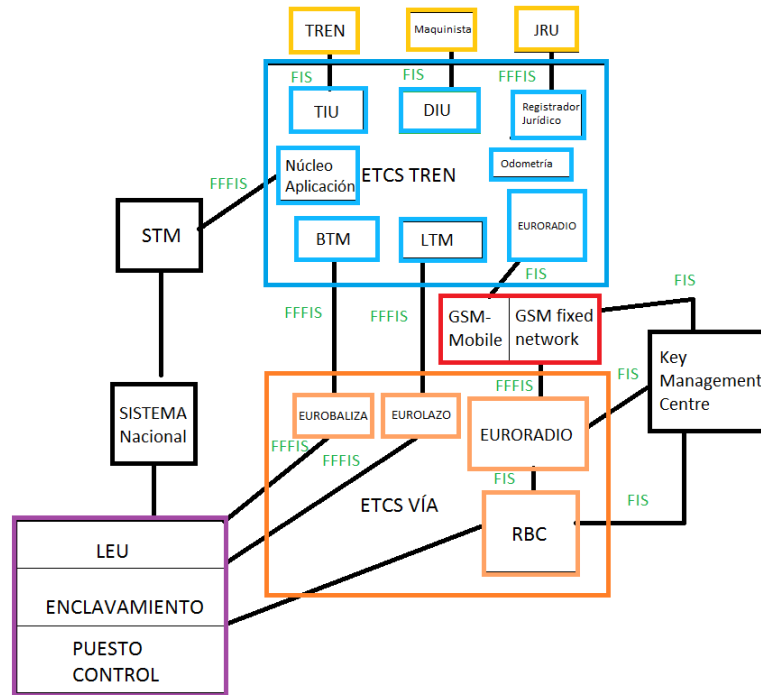 TREN
Maquinista
JRU
FIS
FIS
FFFIS
TIU
DIU
Registrador
Jurídico
Núcleo
Aplicación
ETCS TREN
Odometría
FFFIS
STM
BTM
LTM
EURORADIO
FIS
FIS
FFFIS
FFFIS
GSM-
Mobile
GSM fixed
network
Key
Management
Centre
FFFIS
FIS
SISTEMA
Nacional
EUROBALIZA
EUROLAZO
EURORADIO
FFFIS
FFFIS
FIS
ETCS VÍA
RBC
FIS
LEU
ENCLAVAMIENTO
PUESTO
CONTROL